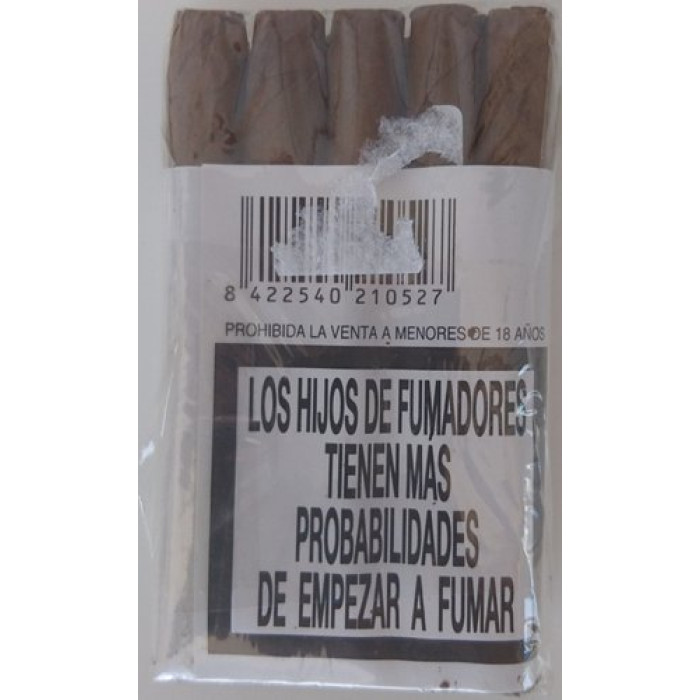 8 422540 210527
PROHIBIDA LA VENTA A MENORES DE 18 AÑOS
LOS HIJOS DE FUMADORES
TIENEN MÁS
PROBABILIDADES
DE EMPEZAR A FUMAR